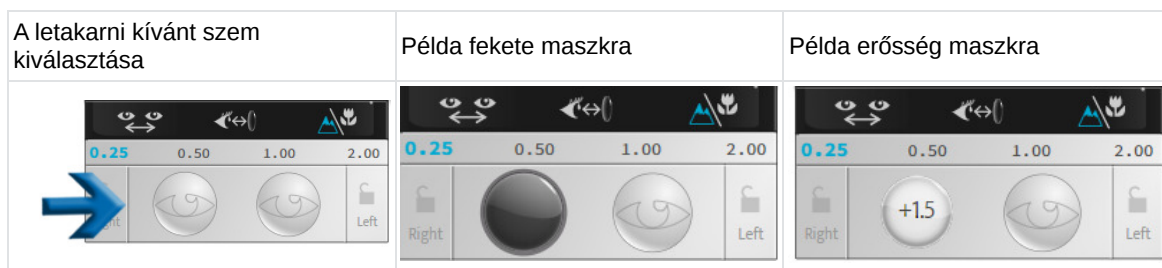 A letakarni kívánt szem
kiválasztása
Példa fekete maszkra
Példa erősség maszkra
0.25 0.50 1.00 2.00
Left
0.25 0.50 1.00 2.00
Right Left
0.25 0.50 1.00 2.00
+1.5
Right Left